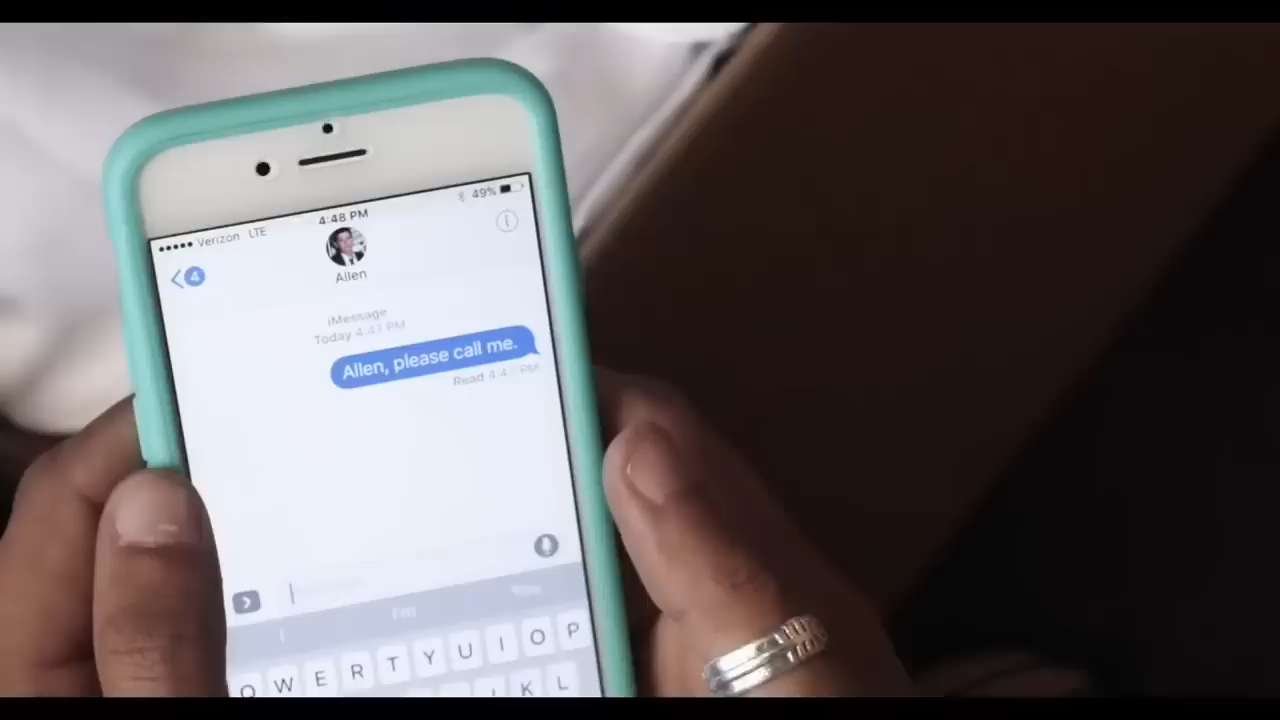 4:48 PM
49%
Verizon LTE
4
Allen
iMessage
Today 4:47 PM
Allen, please call me.
Read 4:47 PM
I I'm
Q W E R T Y U I O P
J K L